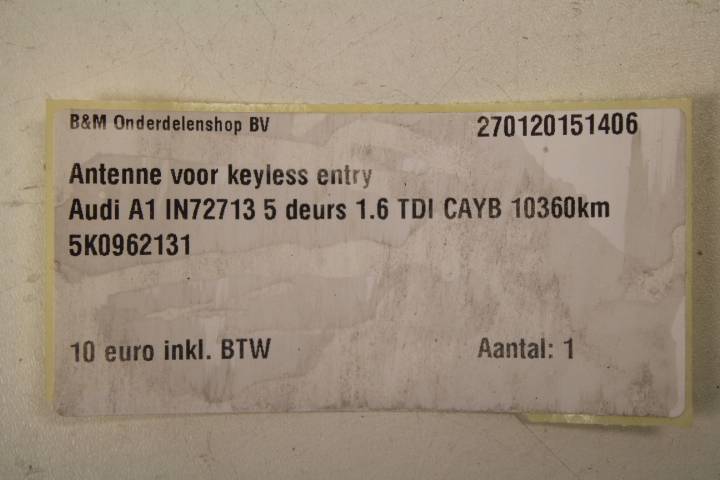 B&M Onderdelenshop BV 270120151406
Antenne voor keyless entry
Audi A1 IN72713 5 deurs 1.6 TDI CAYB 10360km
5K0962131
10 euro inkl. BTW Aantal: 1